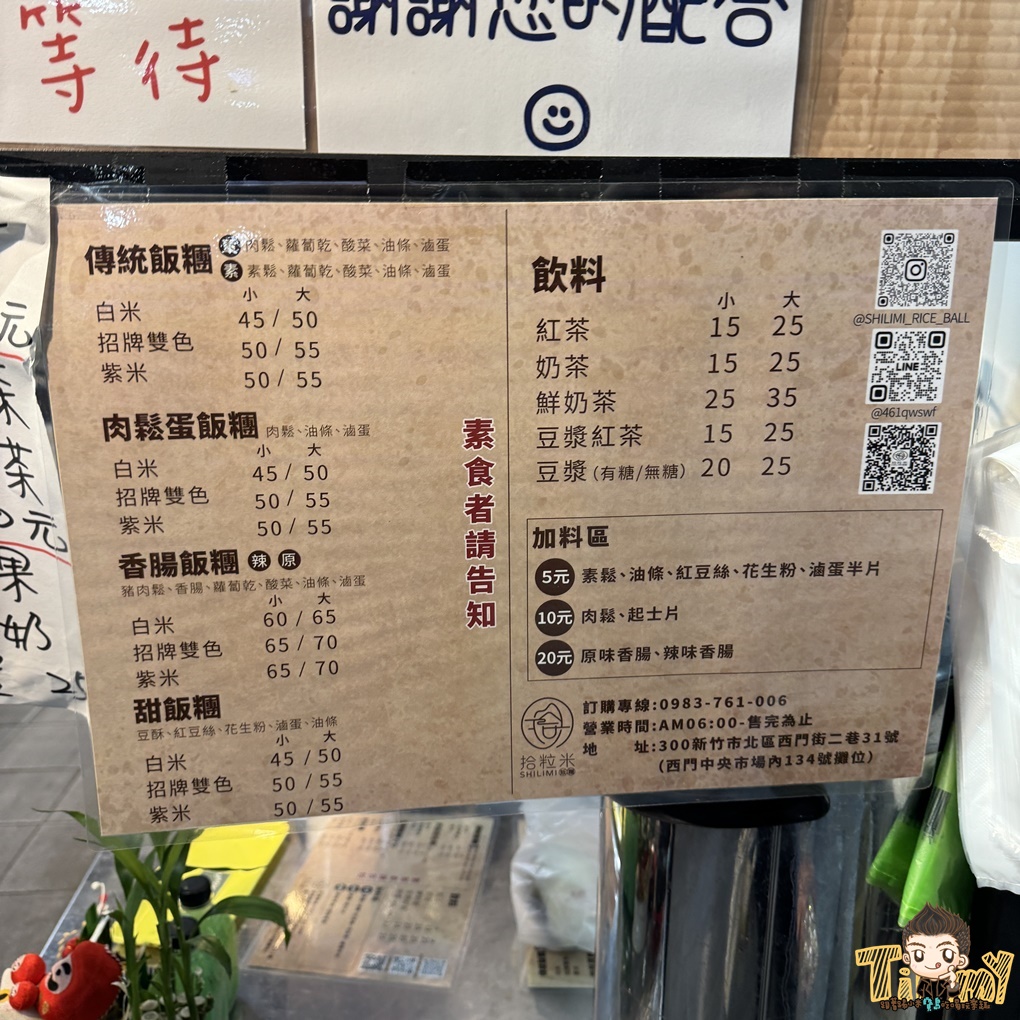 等待
謝謝您的配合
傳統飯糰 肉鬆、蘿蔔乾、酸菜、油條、滷蛋
素 素鬆、蘿蔔乾、酸菜、油條、滷蛋
小 大
白米 45 / 50
招牌雙色 50 / 55
紫米 50 / 55
肉鬆蛋飯糰 肉鬆、油條、滷蛋
小 大
白米 45 / 50
招牌雙色 50 / 55
紫米 50 / 55
香腸飯糰 辣 原
豬肉鬆、香腸、蘿蔔乾、酸菜、油條、滷蛋
小 大
白米 60 / 65
招牌雙色 65 / 70
紫米 65 / 70
甜飯糰
豆酥、紅豆絲、花生粉、滷蛋、油條
小 大
白米 45 / 50
招牌雙色 50 / 55
紫米 50 / 55
素食者請告知
飲料
小 大
紅茶 15 25
奶茶 15 25
鮮奶茶 25 35
豆漿紅茶 15 25
豆漿(有糖/無糖) 20 25
@SHILIMI_RICE_BALL
LINE
@461qwswf
加料區
5元 素鬆、油條、紅豆絲、花生粉、滷蛋半片
10元 肉鬆、起士片
20元 原味香腸、辣味香腸
拾粒米
SHILIMI
訂購專線:0983-761-006
營業時間:AM06:00-售完為止
地 址:300新竹市北區西門街二巷31號
(西門中央市場內134號攤位)
元
茶
元
果
奶
25
Timmy